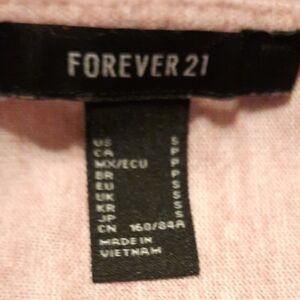 FOREVER 21
US S
CA P
MX/ECU P
BR P
EU S
UK S
KR S
JP S
CN 160/84A
MADE IN
VIETNAM